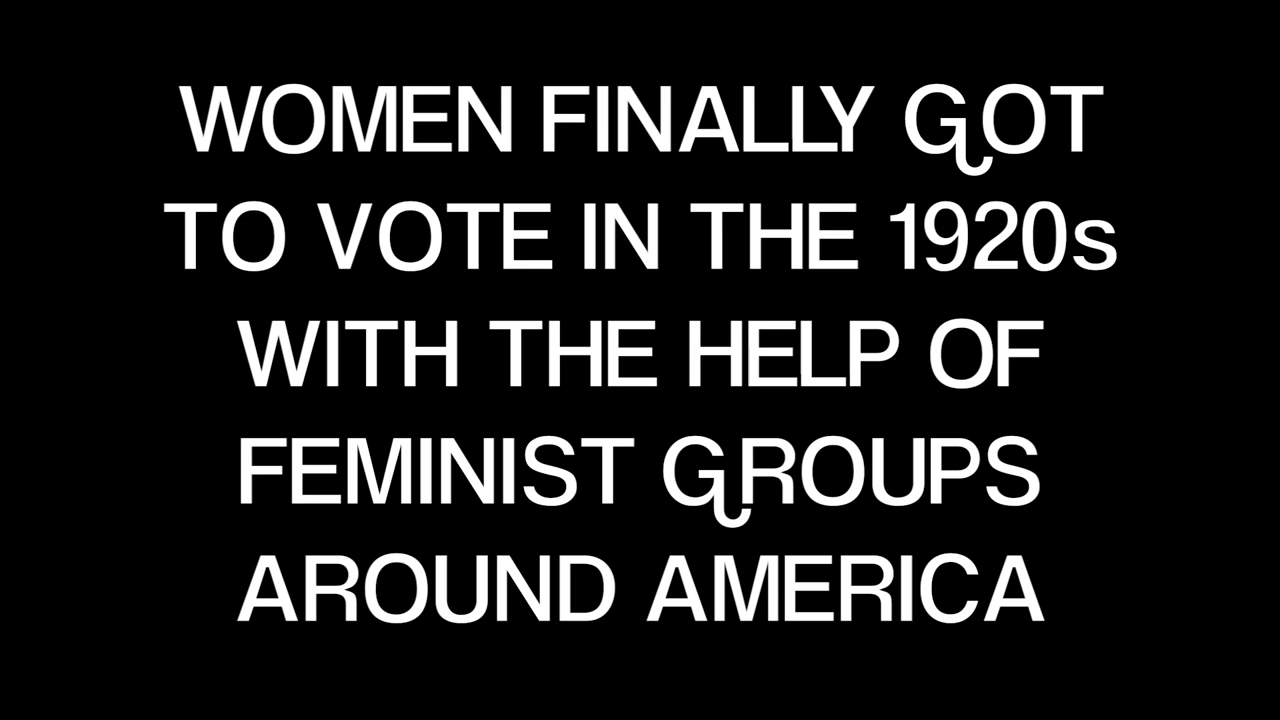 WOMEN FINALLY GOT
TO VOTE IN THE 1920s
WITH THE HELP OF
FEMINIST GROUPS
AROUND AMERICA